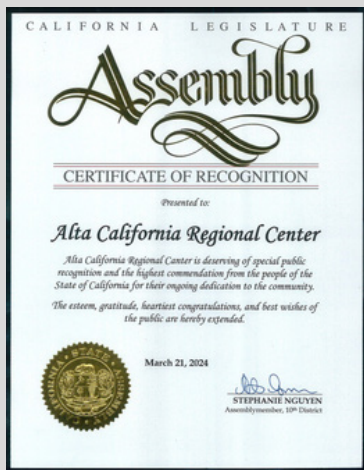 CALIFORNIA LEGISLATURE
Assembly
CERTIFICATE OF RECOGNITION
Presented to:
Alta California Regional Center
Alta California Regional Center is deserving of special public
recognition and the highest commendation from the people of the
State of California for their ongoing dedication to the community.
The esteem, gratitude, heartiest congratulations, and best wishes of
the public are hereby extended.
March 21, 2024
STEPHANIE NGUYEN
Assemblymember, 10th District